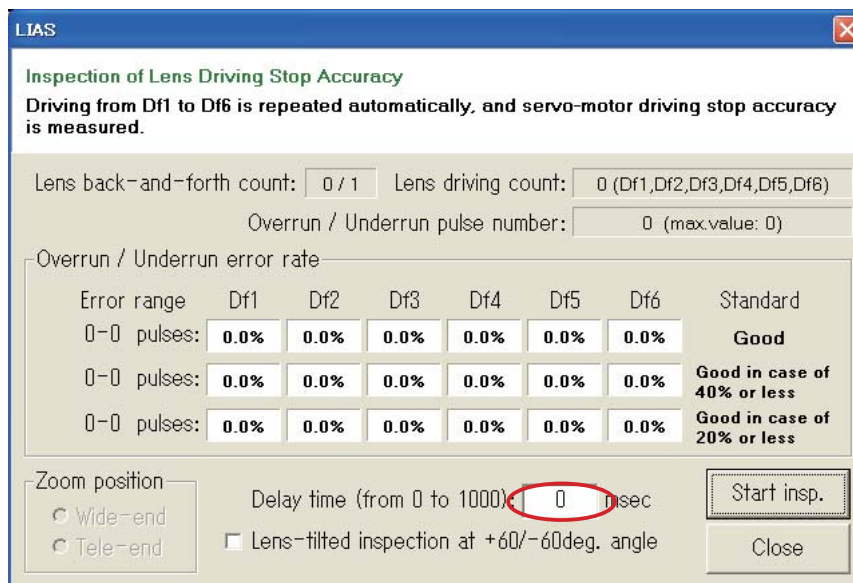 LIAS
Inspection of Lens Driving Stop Accuracy
Driving from Df1 to Df6 is repeated automatically, and servo-motor driving stop accuracy
is measured.
Lens back-and-forth count: 0 / 1 Lens driving count: 0 (Df1,Df2,Df3,Df4,Df5,Df6)
Overrun / Underrun pulse number: 0 (max.value: 0)
Overrun / Underrun error rate
Error range Df1 Df2 Df3 Df4 Df5 Df6 Standard
0-0 pulses: 0.0% 0.0% 0.0% 0.0% 0.0% 0.0% Good
0-0 pulses: 0.0% 0.0% 0.0% 0.0% 0.0% 0.0% Good in case of
40% or less
0-0 pulses: 0.0% 0.0% 0.0% 0.0% 0.0% 0.0% Good in case of
20% or less
Zoom position
Wide-end
Tele-end
Delay time (from 0 to 1000): 0 msec
Lens-tilted inspection at +60/-60deg. angle
Start insp.
Close